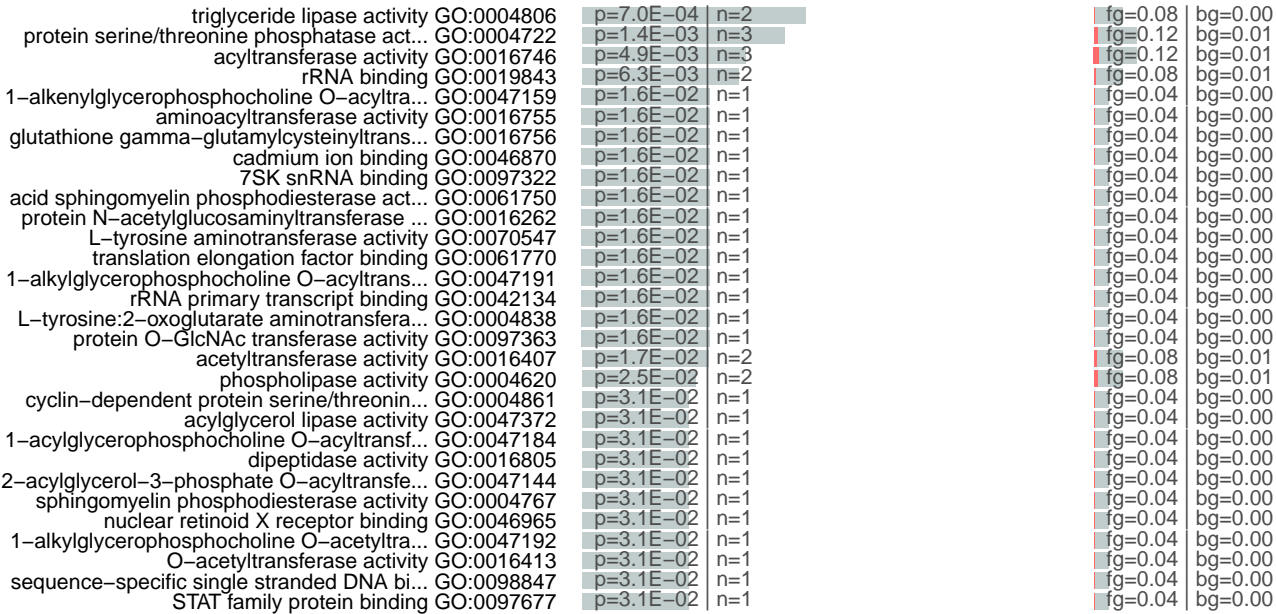 triglyceride lipase activity GO:0004806 p=7.0E−04 n=2 fg=0.08 bg=0.00
protein serine/threonine phosphatase act... GO:0004722 p=1.4E−03 n=3 fg=0.12 bg=0.01
acyltransferase activity GO:0016746 p=4.9E−03 n=3 fg=0.12 bg=0.01
rRNA binding GO:0019843 p=6.3E−03 n=2 fg=0.08 bg=0.01
1−alkenylglycerophosphocholine O−acyltra... GO:0047159 p=1.6E−02 n=1 fg=0.04 bg=0.00
aminoacyltransferase activity GO:0016755 p=1.6E−02 n=1 fg=0.04 bg=0.00
glutathione gamma−glutamylcysteinyltrans... GO:0016756 p=1.6E−02 n=1 fg=0.04 bg=0.00
cadmium ion binding GO:0046870 p=1.6E−02 n=1 fg=0.04 bg=0.00
7SK snRNA binding GO:0097322 p=1.6E−02 n=1 fg=0.04 bg=0.00
acid sphingomyelin phosphodiesterase act... GO:0061750 p=1.6E−02 n=1 fg=0.04 bg=0.00
protein N−acetylglucosaminyltransferase ... GO:0016262 p=1.6E−02 n=1 fg=0.04 bg=0.00
L−tyrosine aminotransferase activity GO:0070547 p=1.6E−02 n=1 fg=0.04 bg=0.00
translation elongation factor binding GO:0061770 p=1.6E−02 n=1 fg=0.04 bg=0.00
1−alkylglycerophosphocholine O−acyltrans... GO:0047191 p=1.6E−02 n=1 fg=0.04 bg=0.00
rRNA primary transcript binding GO:0042134 p=1.6E−02 n=1 fg=0.04 bg=0.00
L−tyrosine:2−oxoglutarate aminotransfera... GO:0004838 p=1.6E−02 n=1 fg=0.04 bg=0.00
protein O−GlcNAc transferase activity GO:0097363 p=1.6E−02 n=1 fg=0.04 bg=0.00
acetyltransferase activity GO:0016407 p=1.7E−02 n=2 fg=0.08 bg=0.01
phospholipase activity GO:0004620 p=2.5E−02 n=2 fg=0.08 bg=0.01
cyclin−dependent protein serine/threonin... GO:0004861 p=3.1E−02 n=1 fg=0.04 bg=0.00
acylglycerol lipase activity GO:0047372 p=3.1E−02 n=1 fg=0.04 bg=0.00
1−acylglycerophosphocholine O−acyltransf... GO:0047184 p=3.1E−02 n=1 fg=0.04 bg=0.00
dipeptidase activity GO:0016805 p=3.1E−02 n=1 fg=0.04 bg=0.00
2−acylglycerol−3−phosphate O−acyltransfe... GO:0047144 p=3.1E−02 n=1 fg=0.04 bg=0.00
sphingomyelin phosphodiesterase activity GO:0004767 p=3.1E−02 n=1 fg=0.04 bg=0.00
nuclear retinoid X receptor binding GO:0046965 p=3.1E−02 n=1 fg=0.04 bg=0.00
1−alkylglycerophosphocholine O−acetyltra... GO:0047192 p=3.1E−02 n=1 fg=0.04 bg=0.00
O−acetyltransferase activity GO:0016413 p=3.1E−02 n=1 fg=0.04 bg=0.00
sequence−specific single stranded DNA bi... GO:0098847 p=3.1E−02 n=1 fg=0.04 bg=0.00
STAT family protein binding GO:0097677 p=3.1E−02 n=1 fg=0.04 bg=0.00